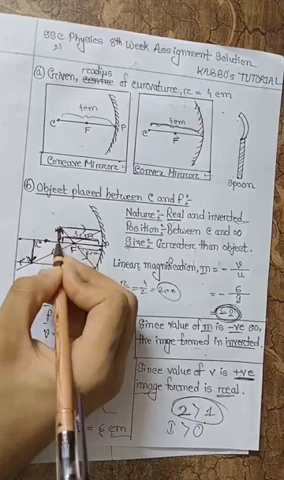 SSC Physics 8th Week Assignment Solution
21
KABBO's TUTORIAL
(a) Given, radius centre of curvature, r = 4 cm
4cm
C
F
P
Concave Mirror
4cm
C
F
Convex Mirror
Spoon
(b) Object placed between C and F :-
Nature:- Real and inverted.
Position:- Between C and ∞
Size:- Greater than object.
Linear magnification, m = - v/u
= - 6/3
= -2
Since value of m is -ve so,
the image formed in inverted.
Since value of v is +ve
image formed is real.
2 > 1
I > O
= 6 cm